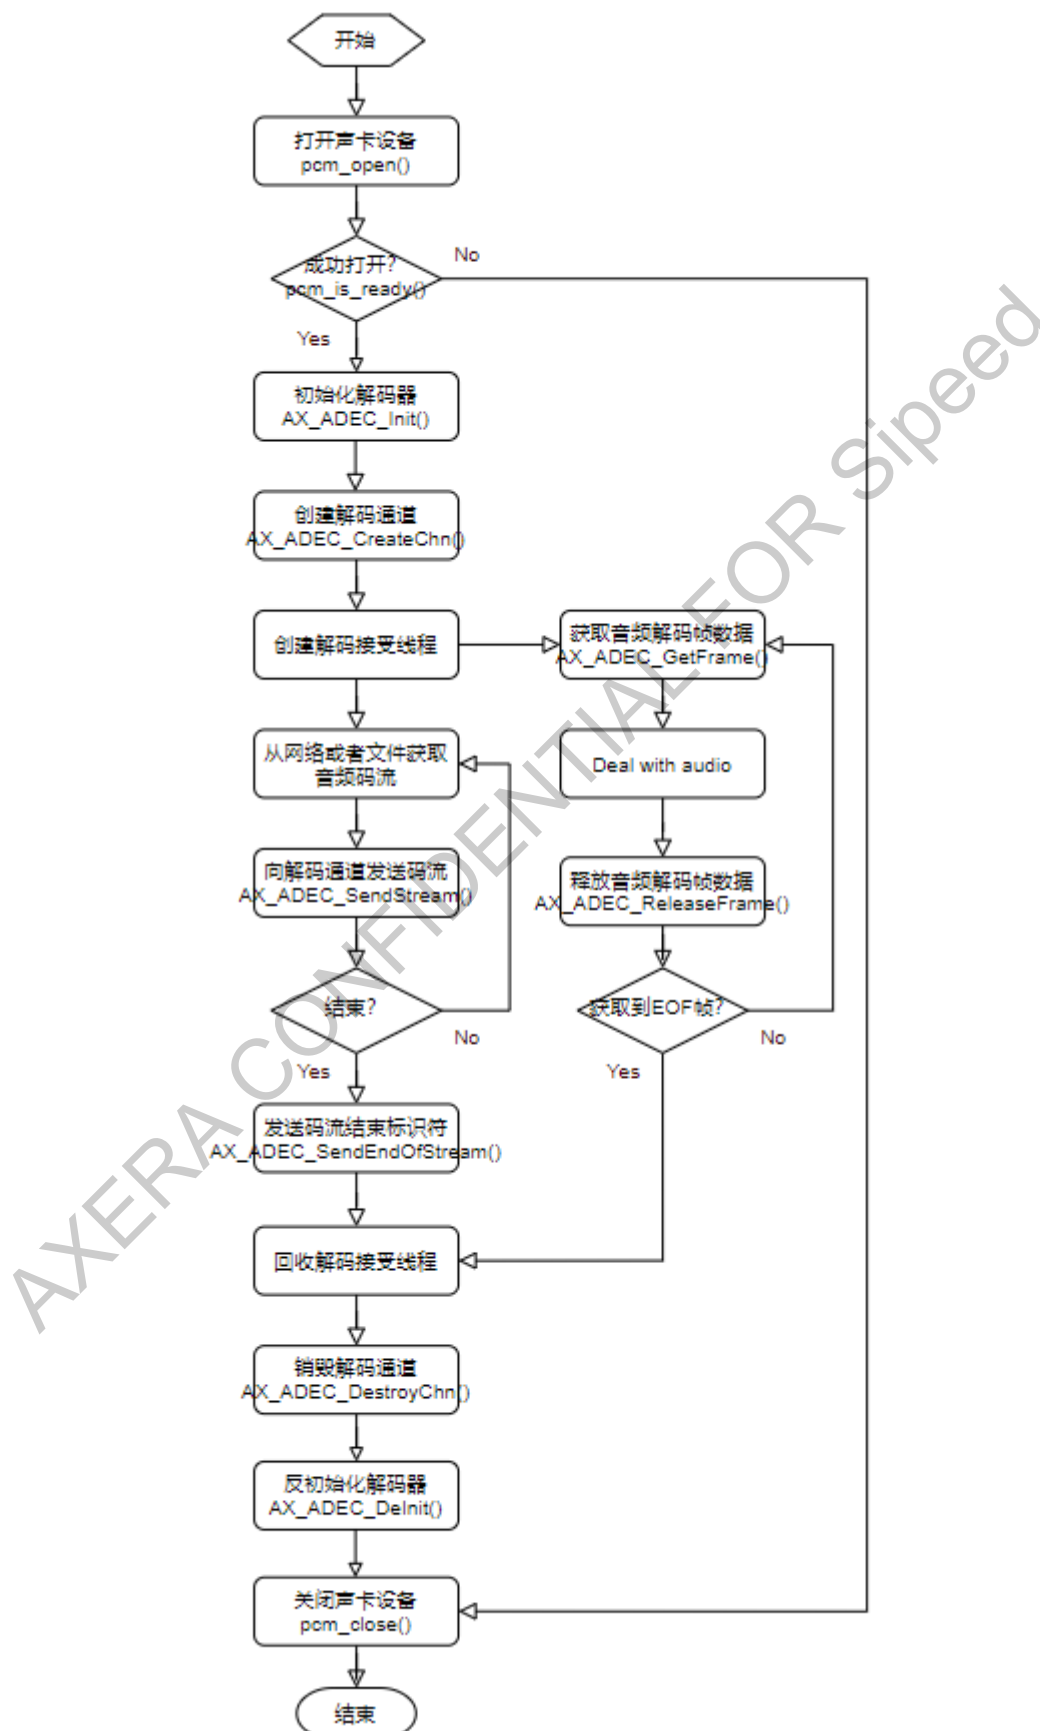 开始
打开声卡设备
pcm_open()
成功打开?
pcm_is_ready()
No
Yes
初始化解码器
AX_ADEC_Init()
创建解码通道
AX_ADEC_CreateChn()
创建解码接受线程
获取音频解码帧数据
AX_ADEC_GetFrame()
从网络或者文件获取
音频码流
Deal with audio
向解码通道发送码流
AX_ADEC_SendStream()
释放音频解码帧数据
AX_ADEC_ReleaseFrame()
结束?
No
Yes
获取到EOF帧?
No
Yes
发送码流结束标识符
AX_ADEC_SendEndOfStream()
回收解码接受线程
销毁解码通道
AX_ADEC_DestroyChn()
反初始化解码器
AX_ADEC_DeInit()
关闭声卡设备
pcm_close()
结束
AXERA CONFIDENTIAL FOR Sipeed